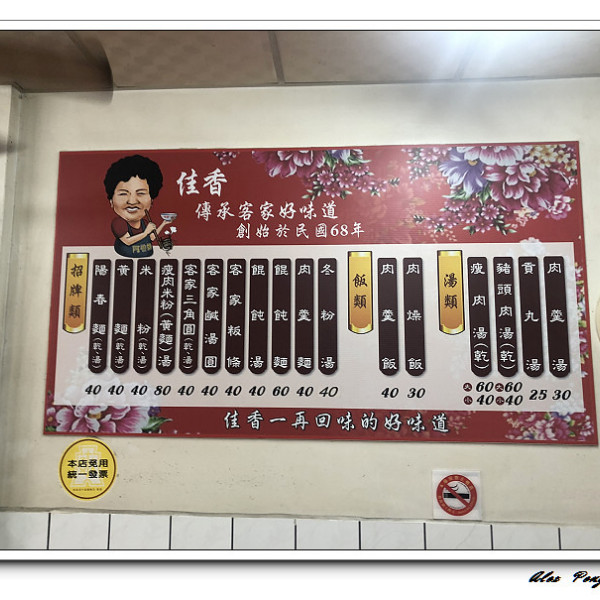 佳香
傳承客家好味道
創始於民國68年
招牌類
陽春麵(乾、湯) 40
黃麵(乾、湯) 40
米粉(乾、湯) 40
瘦肉米粉(黃麵)湯 80
客家三角圓(乾、湯) 40
客家鹹湯圓 40
客家粄條 40
餛飩湯 40
餛飩麵 60
肉羹麵 40
冬粉湯 40
飯類
肉羹飯 40
肉燥飯 30
湯類
瘦肉湯(乾) 大60 小40
豬頭肉湯(乾) 大60 小40
貢丸湯 25
肉羹湯 30
佳香一再回味的好味道
本店免用
統一發票